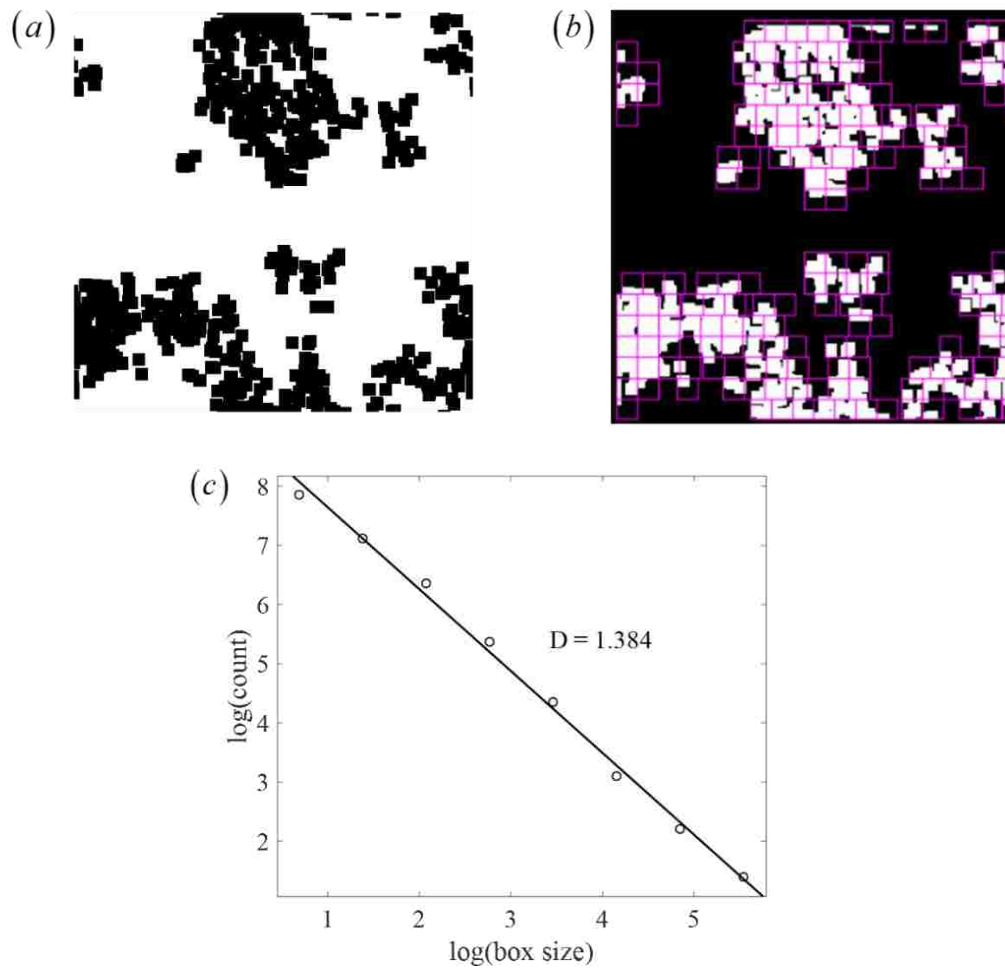 (a)
(b)
(c)
8
7
6
5
4
3
2
log(count)
D = 1.384
1 2 3 4 5
log(box size)